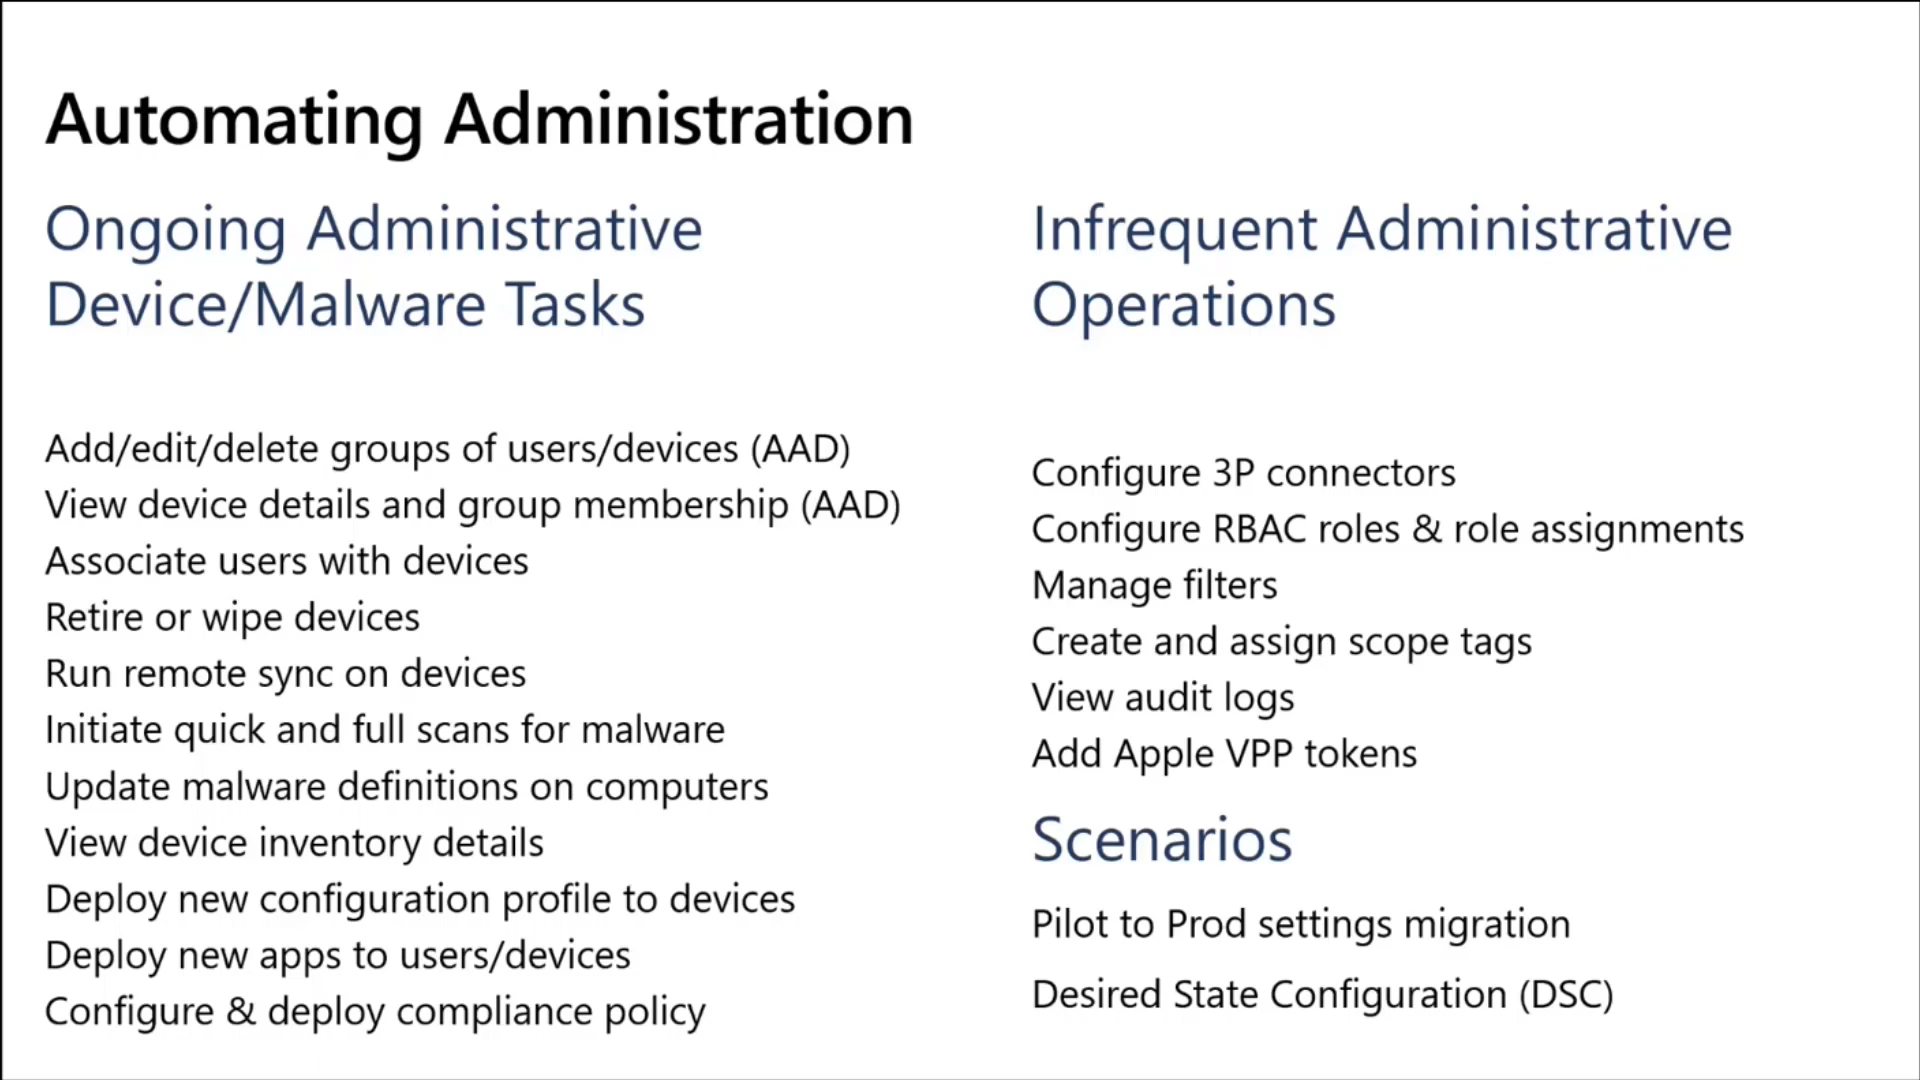 Automating Administration
Ongoing Administrative
Device/Malware Tasks
Add/edit/delete groups of users/devices (AAD)
View device details and group membership (AAD)
Associate users with devices
Retire or wipe devices
Run remote sync on devices
Initiate quick and full scans for malware
Update malware definitions on computers
View device inventory details
Deploy new configuration profile to devices
Deploy new apps to users/devices
Configure & deploy compliance policy
Infrequent Administrative
Operations
Configure 3P connectors
Configure RBAC roles & role assignments
Manage filters
Create and assign scope tags
View audit logs
Add Apple VPP tokens
Scenarios
Pilot to Prod settings migration
Desired State Configuration (DSC)